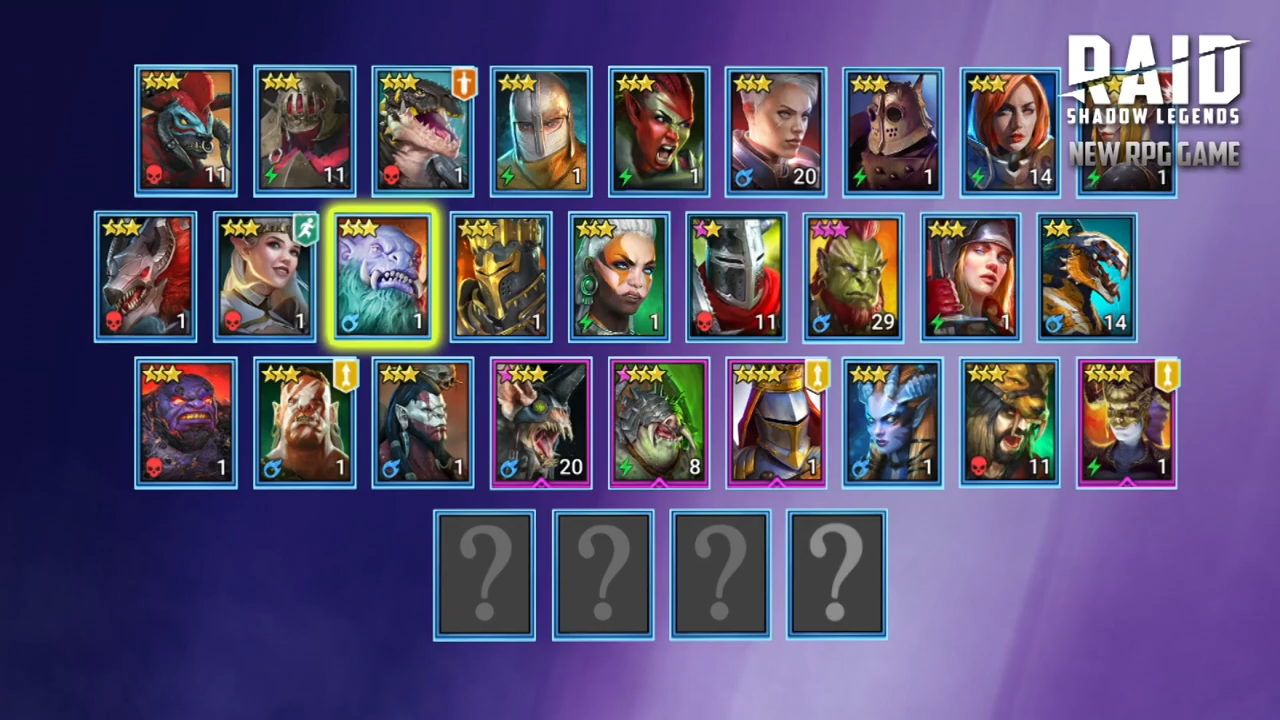 RAID
SHADOW LEGENDS
NEW RPG GAME
11 11 1 1 1 20 1 14 1
1 1 1 1 1 11 29 1 14
1 1 1 20 8 1 1 11 1
? ? ? ?